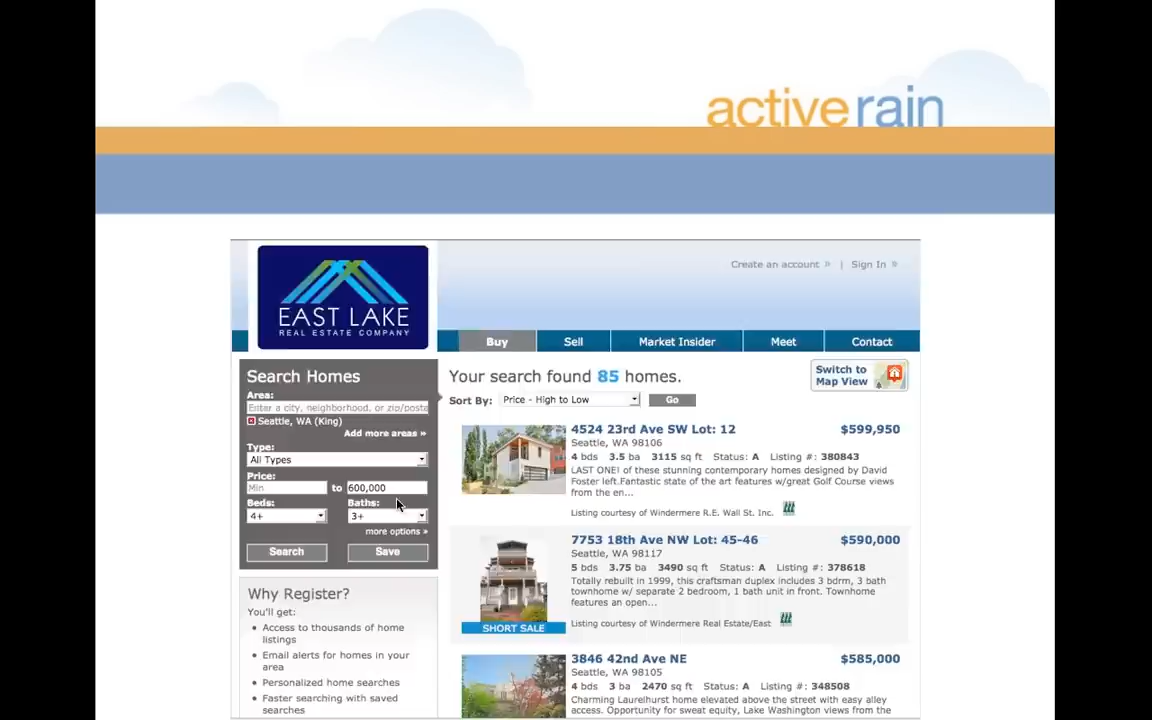 activerain
EAST LAKE
REAL ESTATE COMPANY
Create an account » | Sign In »
Buy Sell Market Insider Meet Contact
Search Homes
Area:
Enter a city, neighborhood, or zip/posta
Seattle, WA (King)
Add more areas »
Type:
All Types
Price:
Min to 600,000
Beds: Baths:
4+ 3+
more options »
Search Save
Why Register?
You'll get:
• Access to thousands of home
listings
• Email alerts for homes in your
area
• Personalized home searches
• Faster searching with saved
searches
Your search found 85 homes.
Switch to
Map View
Sort By: Price - High to Low Go
4524 23rd Ave SW Lot: 12 $599,950
Seattle, WA 98106
4 bds 3.5 ba 3115 sq ft Status: A Listing #: 380843
LAST ONE! of these stunning contemporary homes designed by David
Foster left.Fantastic state of the art features w/great Golf Course views
from the en...
Listing courtesy of Windermere R.E. Wall St. Inc.
7753 18th Ave NW Lot: 45-46 $590,000
Seattle, WA 98117
5 bds 3.75 ba 3490 sq ft Status: A Listing #: 378618
Totally rebuilt in 1999, this craftsman duplex includes 3 bdrm, 3 bath
townhome w/ separate 2 bedroom, 1 bath unit in front. Townhome
features an open...
SHORT SALE
Listing courtesy of Windermere Real Estate/East
3846 42nd Ave NE $585,000
Seattle, WA 98105
4 bds 3 ba 2470 sq ft Status: A Listing #: 348508
Charming Laurelhurst home elevated above the street with easy alley
access. Opportunity for sweat equity, Lake Washington views from the